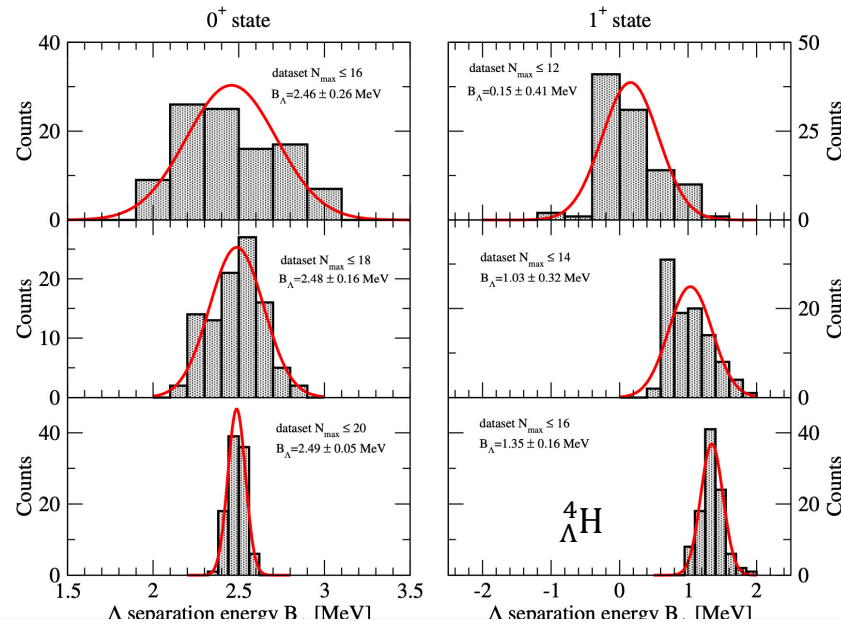 0+ state
1+ state
40
20
0
Counts
dataset Nmax ≤ 16
BΛ=2.46 ± 0.26 MeV
dataset Nmax ≤ 12
BΛ=0.15 ± 0.41 MeV
50
25
0
Counts
20
10
0
Counts
dataset Nmax ≤ 18
BΛ=2.48 ± 0.16 MeV
dataset Nmax ≤ 14
BΛ=1.03 ± 0.32 MeV
20
0
Counts
40
20
0
Counts
dataset Nmax ≤ 20
BΛ=2.49 ± 0.05 MeV
dataset Nmax ≤ 16
BΛ=1.35 ± 0.16 MeV
4ΛH
40
20
0
Counts
1.5 2 2.5 3 3.5
-2 -1 0 1 2
Λ separation energy B [MeV]
Λ separation energy B [MeV]